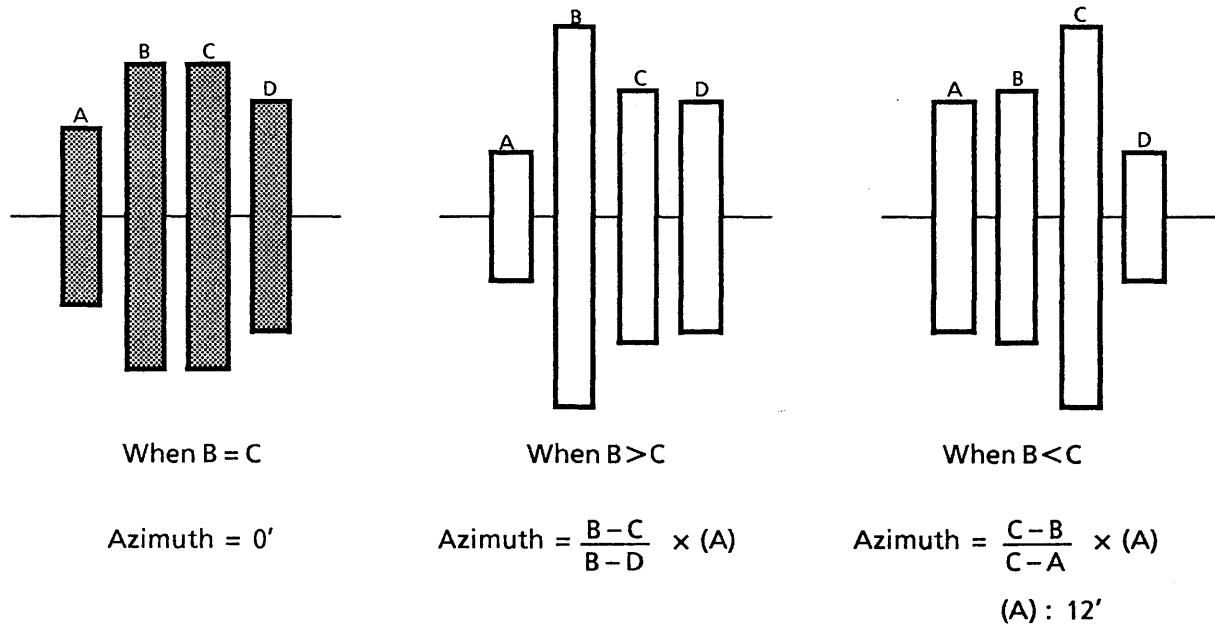 A B C D
A B C D
A B C D
When B = C
When B > C
When B < C
Azimuth = 0′
Azimuth = B – C / B – D × (A)
Azimuth = C – B / C – A × (A)
(A) : 12′